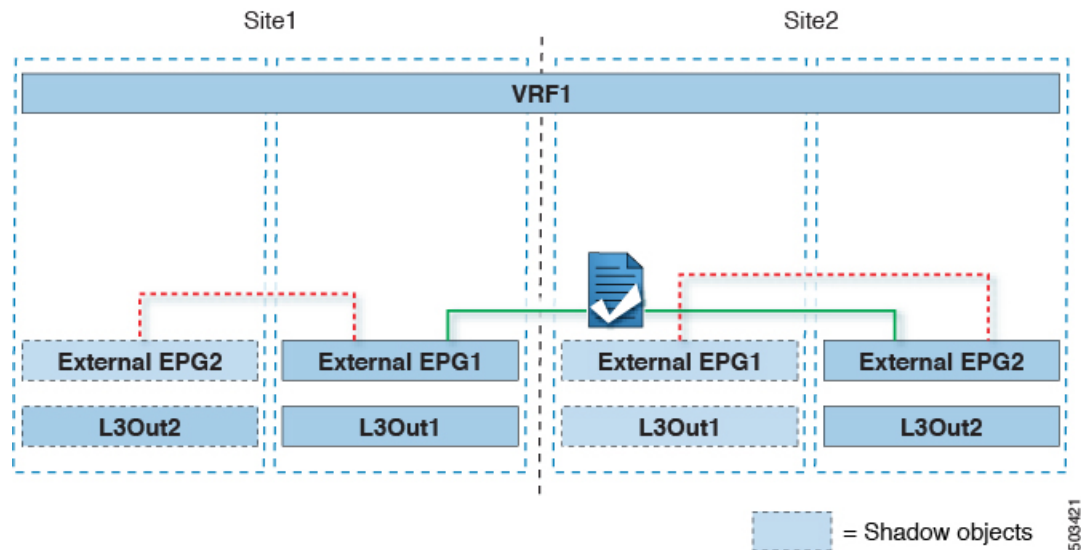 Site1
Site2
VRF1
External EPG2
External EPG1
External EPG1
External EPG2
L3Out2
L3Out1
L3Out1
L3Out2
= Shadow objects
503421